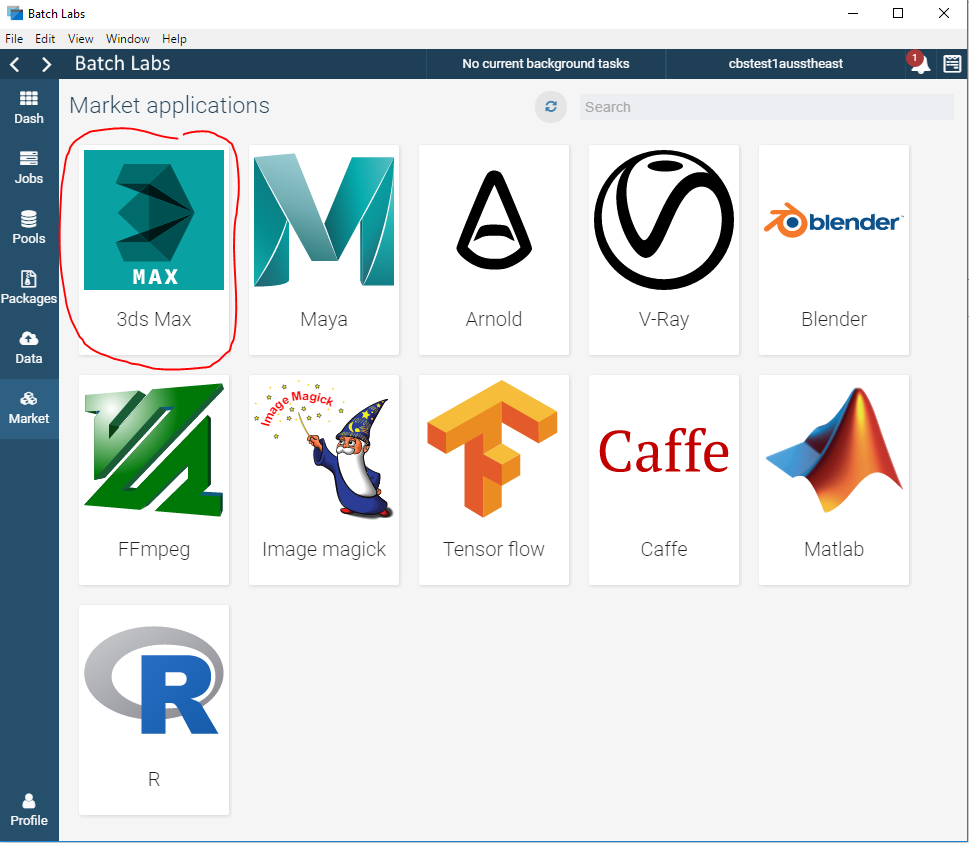 Batch Labs
File Edit View Window Help
Batch Labs No current background tasks cbstest1ausstheast 1
Dash
Jobs
Pools
Packages
Data
Market
Profile
Market applications Search
MAX
3ds Max Maya Arnold V-Ray blender Blender
Image Magick
Caffe
FFmpeg Image magick Tensor flow Caffe Matlab
R
R